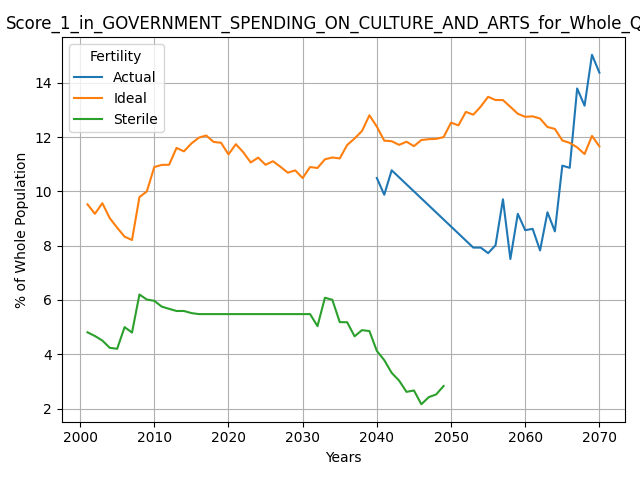 Score_1_in_GOVERNMENT_SPENDING_ON_CULTURE_AND_ARTS_for_Whole_Q
Fertility
Actual
Ideal
Sterile
% of Whole Population
14
12
10
8
6
4
2
2000 2010 2020 2030 2040 2050 2060 2070
Years